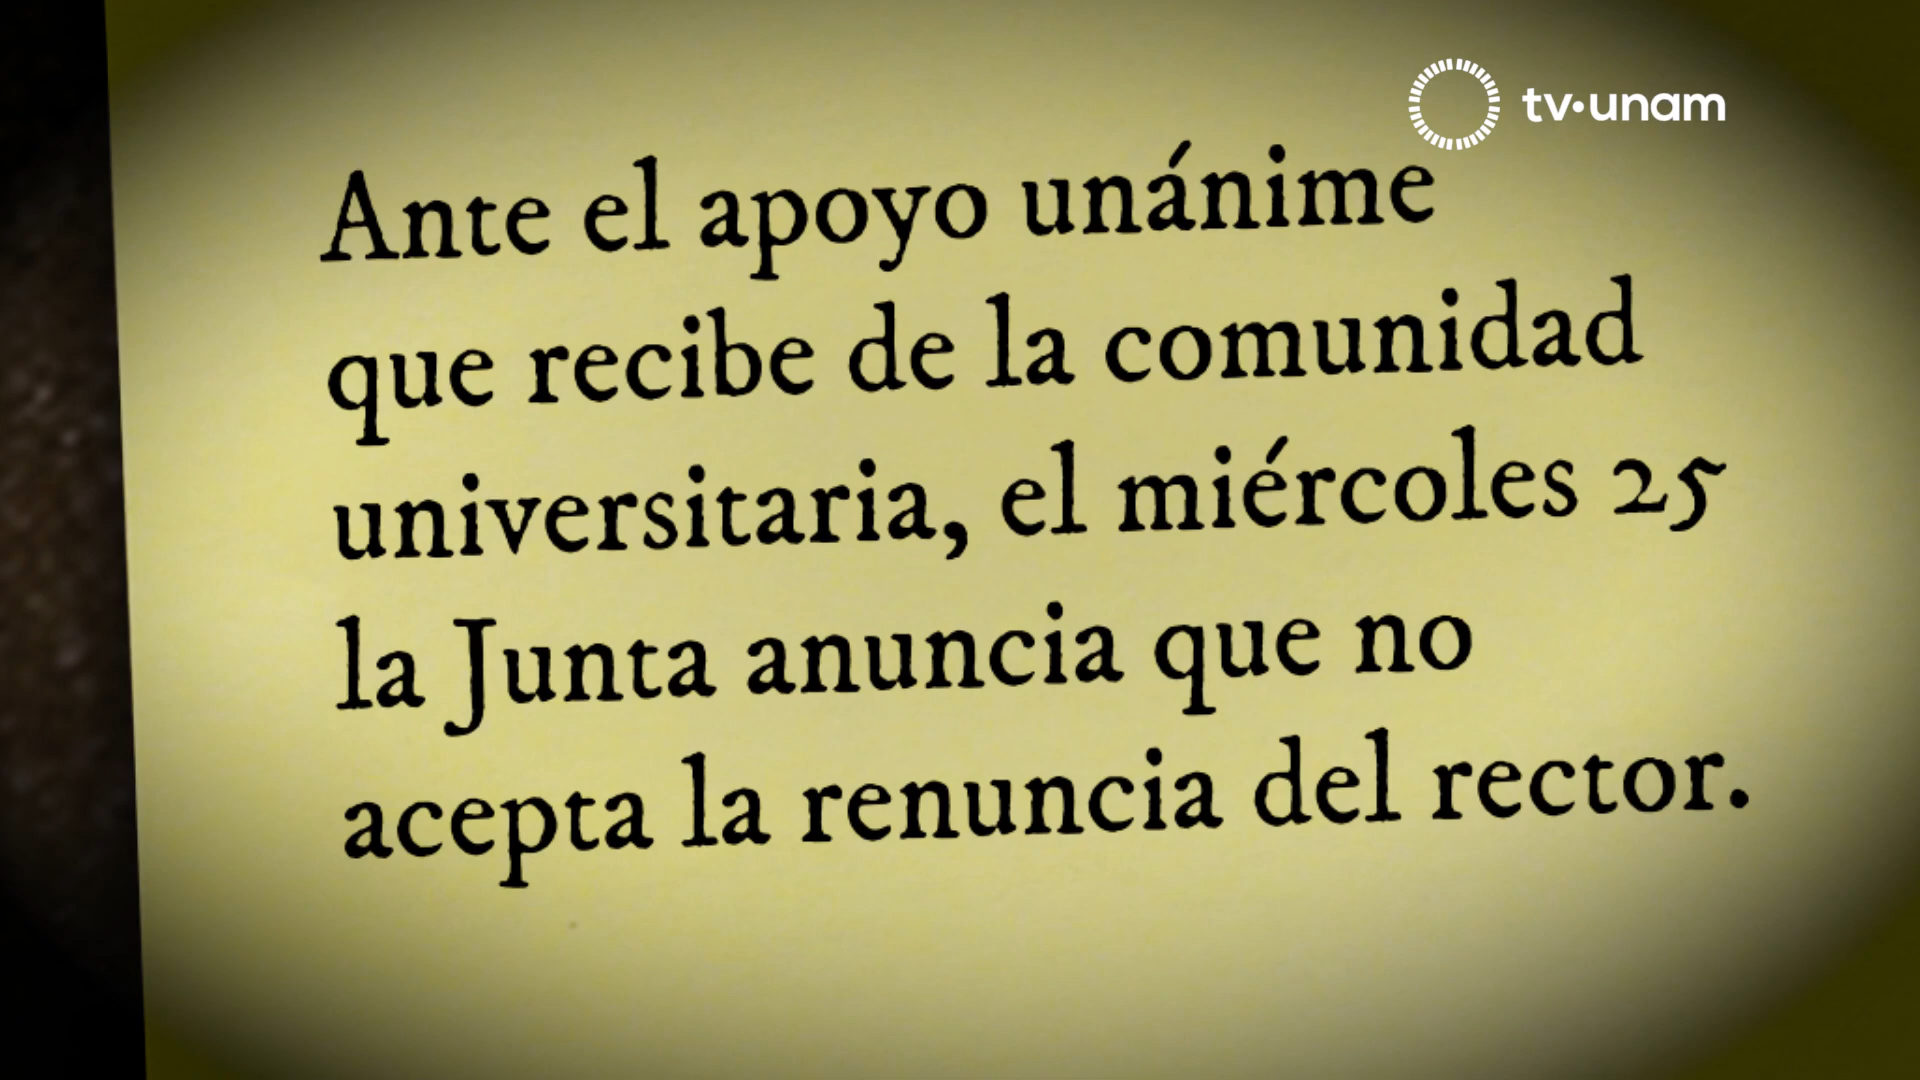 tv·unam
Ante el apoyo unánime
que recibe de la comunidad
universitaria, el miércoles 25
la Junta anuncia que no
acepta la renuncia del rector.